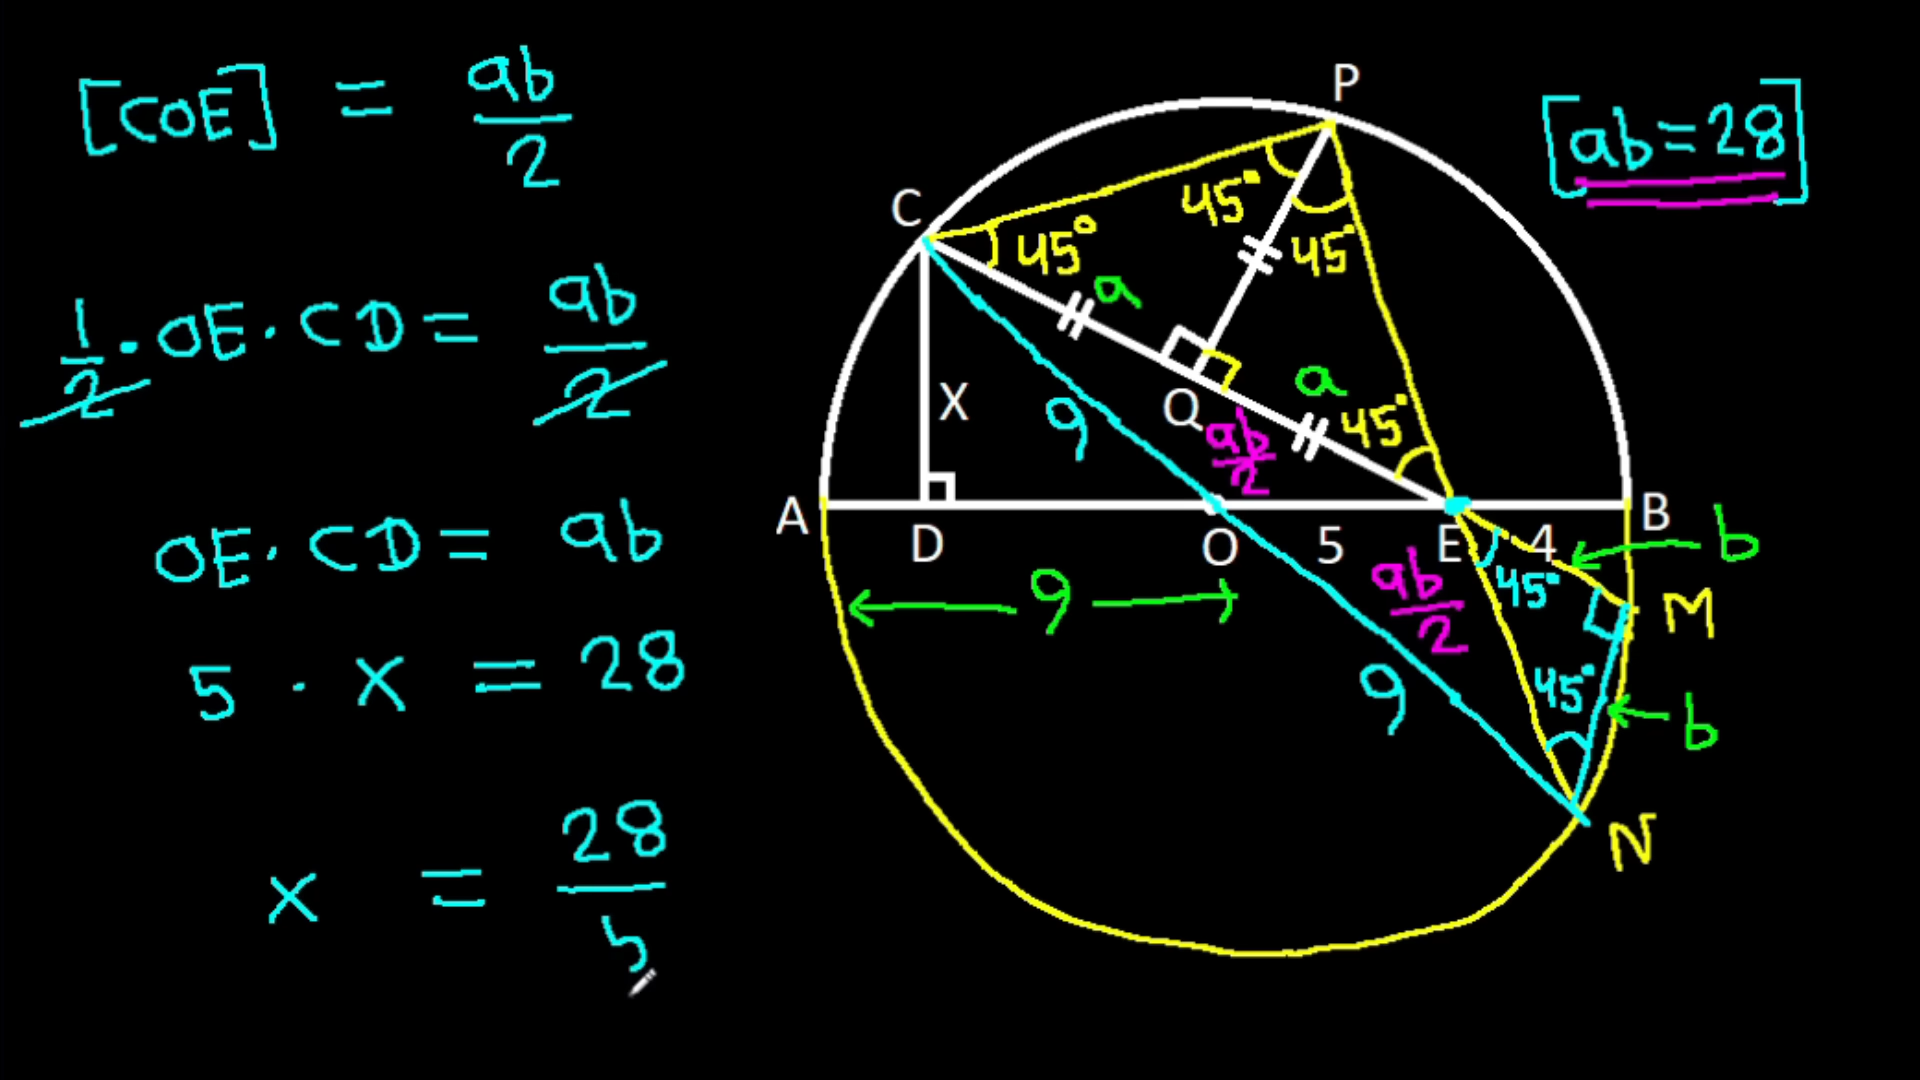 [COE] = ab/2
1/2 · OE · CD = ab/2
OE · CD = ab
5 · x = 28
x = 28/5
P
[ab=28]
C
45°
45°
45°
a
X
9
Q
a
45°
ab/2
A
D
O
5
E
4
B
b
9
ab/2
45°
M
9
45°
b
N